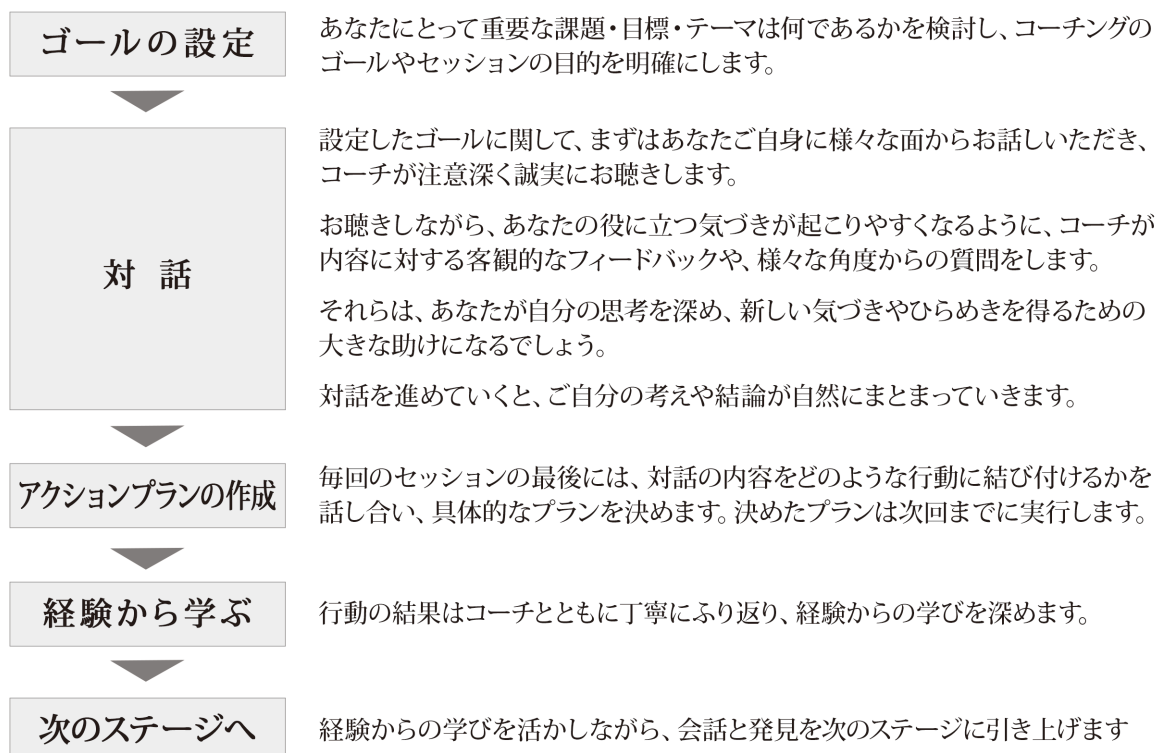 ゴールの設定
あなたにとって重要な課題・目標・テーマは何であるかを検討し、コーチングの
ゴールやセッションの目的を明確にします。
対 話
設定したゴールに関して、まずはあなたご自身に様々な面からお話しいただき、
コーチが注意深く誠実にお聴きします。
お聴きしながら、あなたの役に立つ気づきが起こりやすくなるように、コーチが
内容に対する客観的なフィードバックや、様々な角度からの質問をします。
それらは、あなたが自分の思考を深め、新しい気づきやひらめきを得るための
大きな助けになるでしょう。
対話を進めていくと、ご自分の考えや結論が自然にまとまっていきます。
アクションプランの作成
毎回のセッションの最後には、対話の内容をどのような行動に結び付けるかを
話し合い、具体的なプランを決めます。決めたプランは次回までに実行します。
経験から学ぶ
行動の結果はコーチとともに丁寧にふり返り、経験からの学びを深めます。
次のステージへ
経験からの学びを活かしながら、会話と発見を次のステージに引き上げます